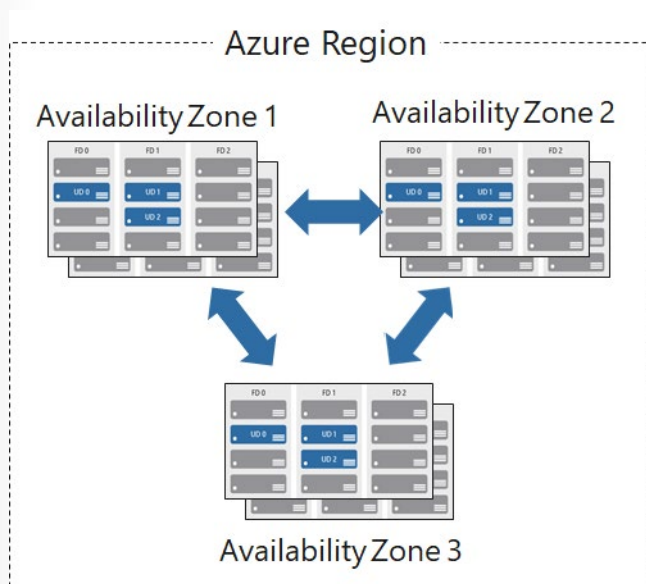 Azure Region
Availability Zone 1
FD 0 FD 1 FD 2
UD 0 UD 1
UD 2
Availability Zone 2
FD 0 FD 1 FD 2
UD 0 UD 1
UD 2
FD 0 FD 1 FD 2
UD 0 UD 1
UD 2
Availability Zone 3